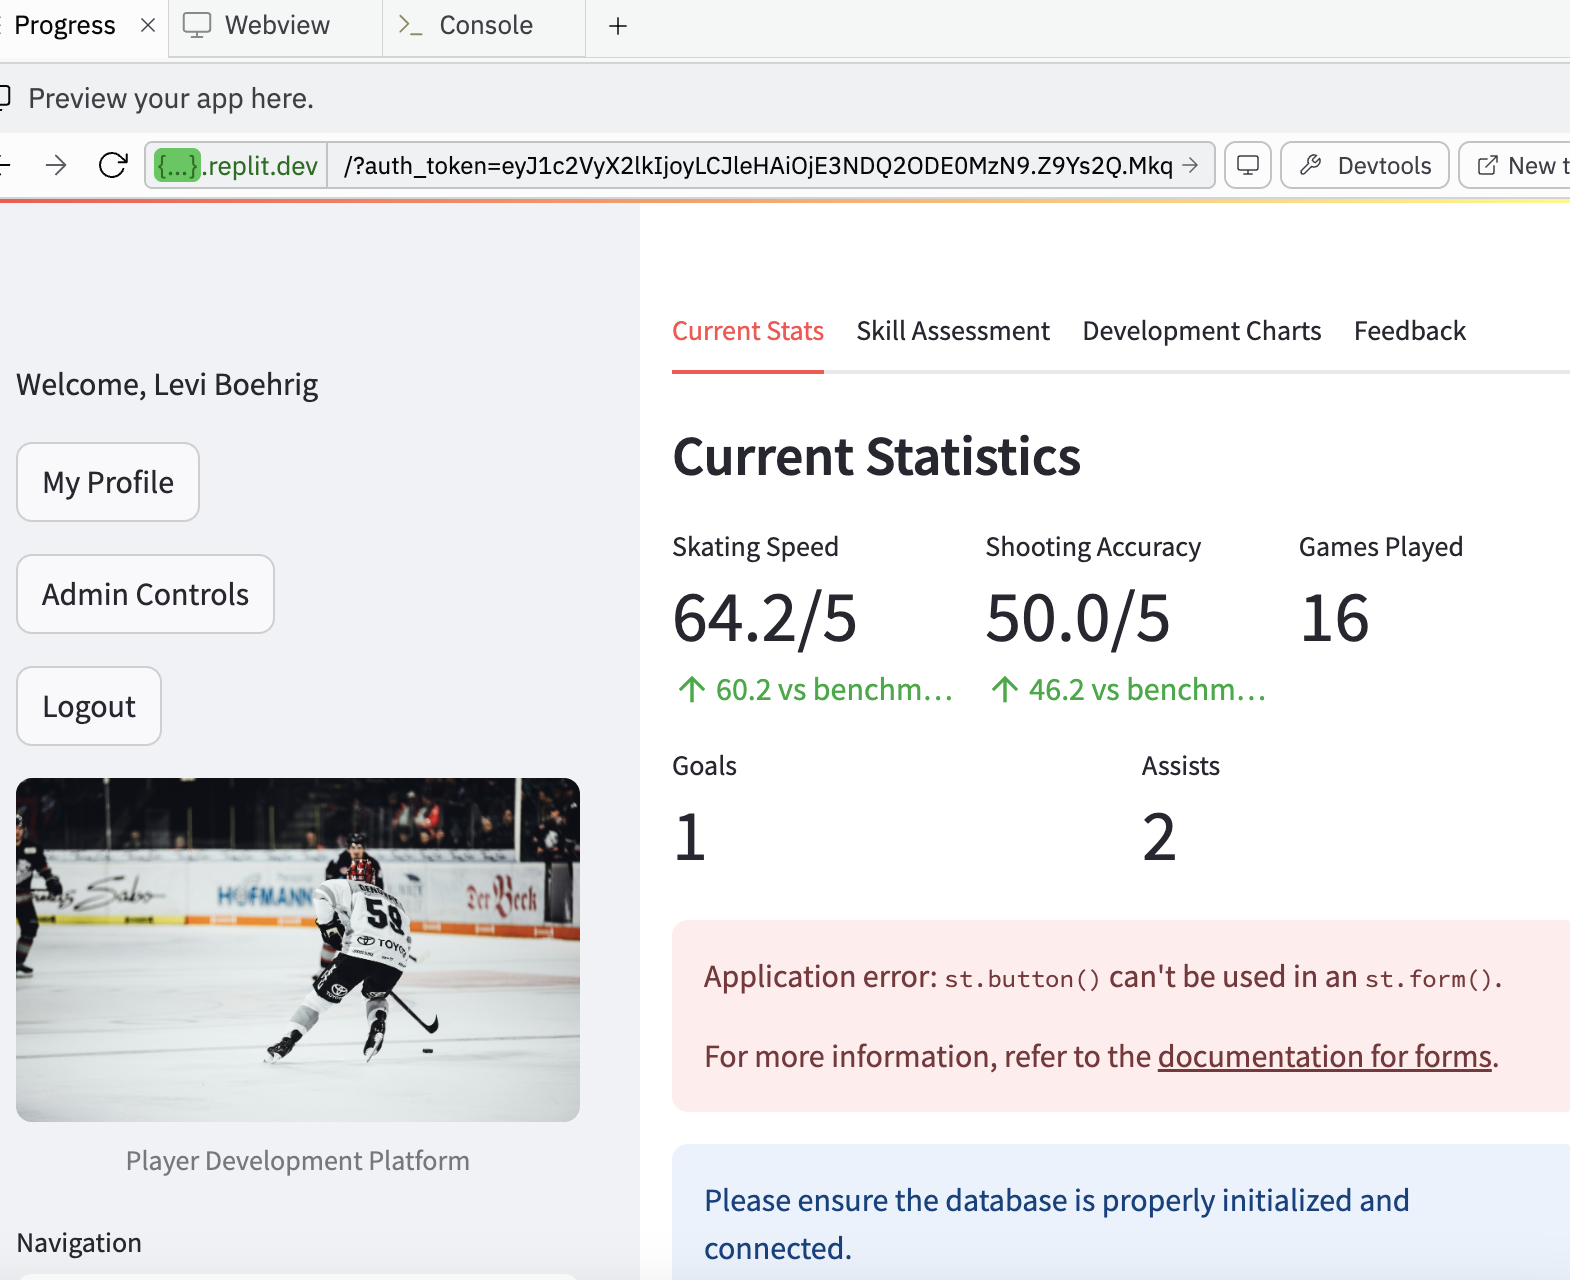 Progress × Webview >_ Console +
Preview your app here.
{...}.replit.dev /?auth_token=eyJ1c2VyX2lkIjoyLCJleHAiOjE3NDQ2ODE0MzN9.Z9Ys2Q.Mkq Devtools New t
Current Stats Skill Assessment Development Charts Feedback
Welcome, Levi Boehrig
My Profile
Admin Controls
Logout
HOFMANN
Der Beck
59
TOYO
Player Development Platform
Navigation
Current Statistics
Skating Speed Shooting Accuracy Games Played
64.2/5 50.0/5 16
↑ 60.2 vs benchm... ↑ 46.2 vs benchm...
Goals Assists
1 2
Application error: st.button() can't be used in an st.form().
For more information, refer to the documentation for forms.
Please ensure the database is properly initialized and
connected.